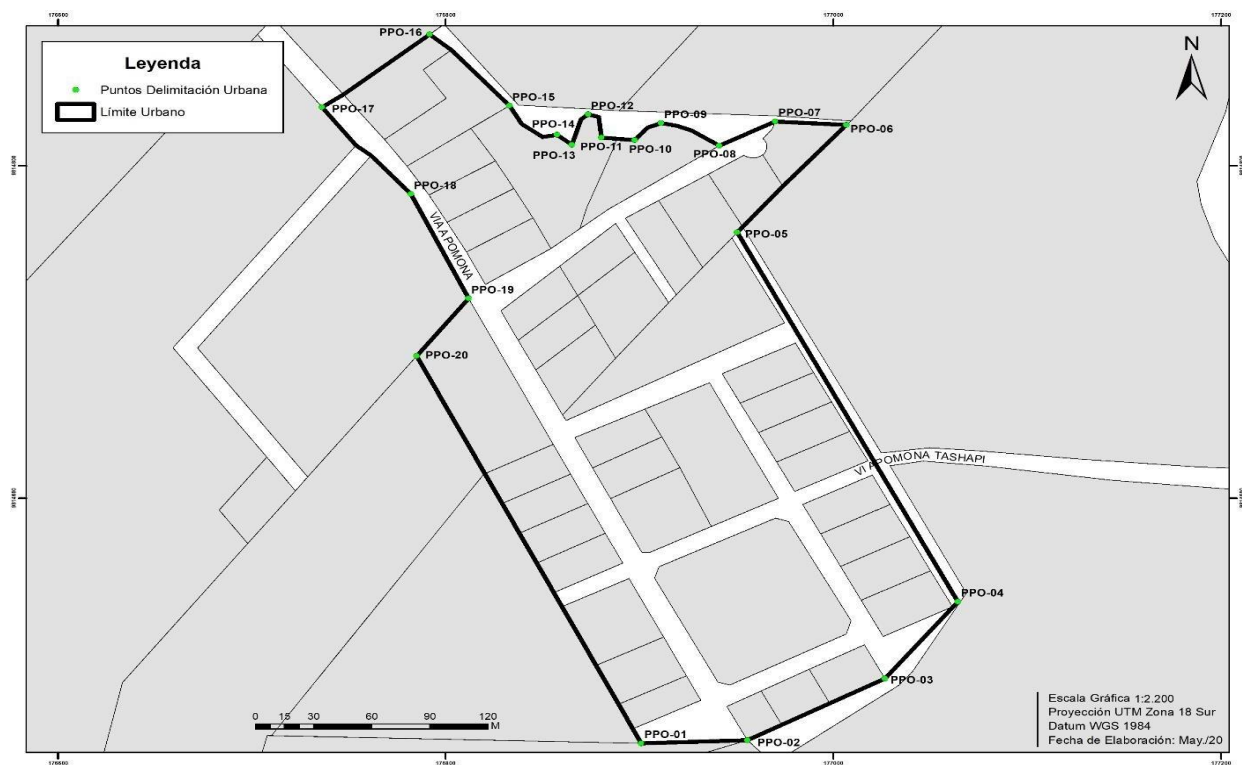 176800
177000
177200
Leyenda
Puntos Delimitación Urbana
Límite Urbano
N
PPO-16
PPO-17
PPO-15
PPO-14
PPO-13
PPO-12
PPO-11
PPO-10
PPO-09
PPO-08
PPO-07
PPO-06
PPO-18
VIA A POMONA
PPO-05
PPO-19
PPO-20
VI A POMONA TASHAPI
PPO-04
PPO-03
PPO-01
PPO-02
0 15 30 60 90 120
M
Escala Gráfica 1:2.200
Proyección UTM Zona 18 Sur
Datum WGS 1984
Fecha de Elaboración: May./20
177000
177200